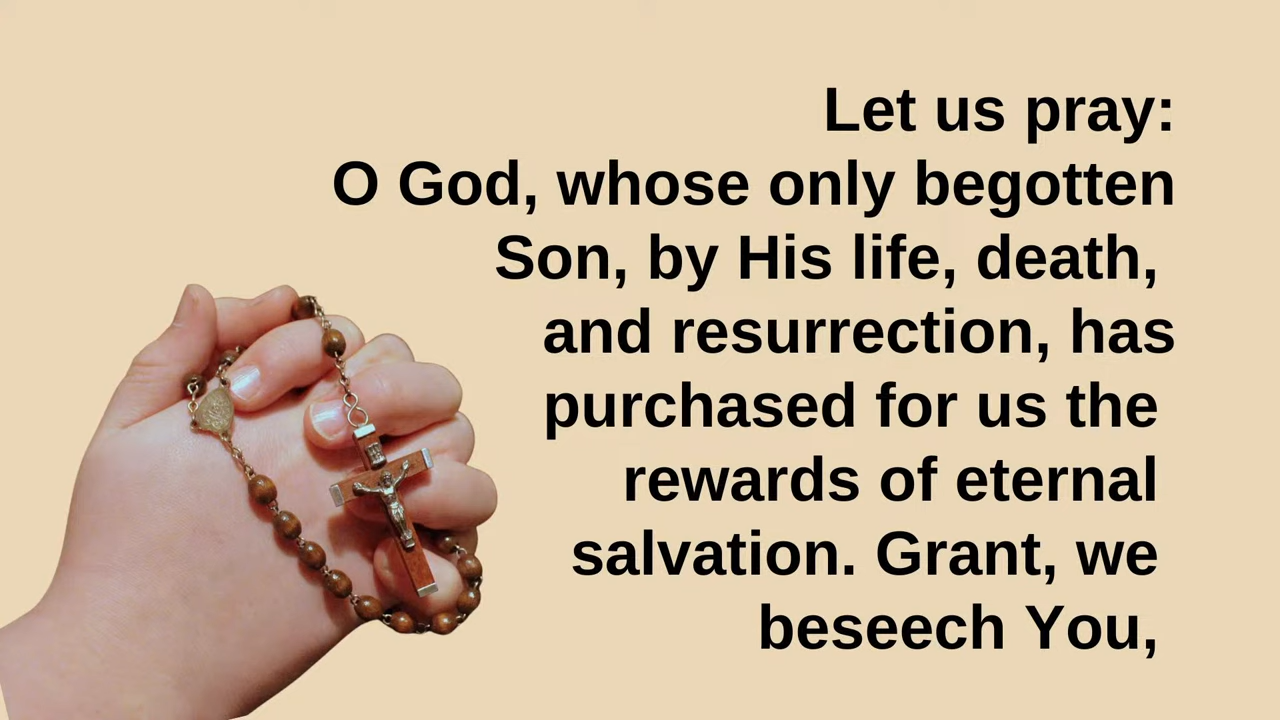 Let us pray:
O God, whose only begotten
Son, by His life, death,
and resurrection, has
purchased for us the
rewards of eternal
salvation. Grant, we
beseech You,